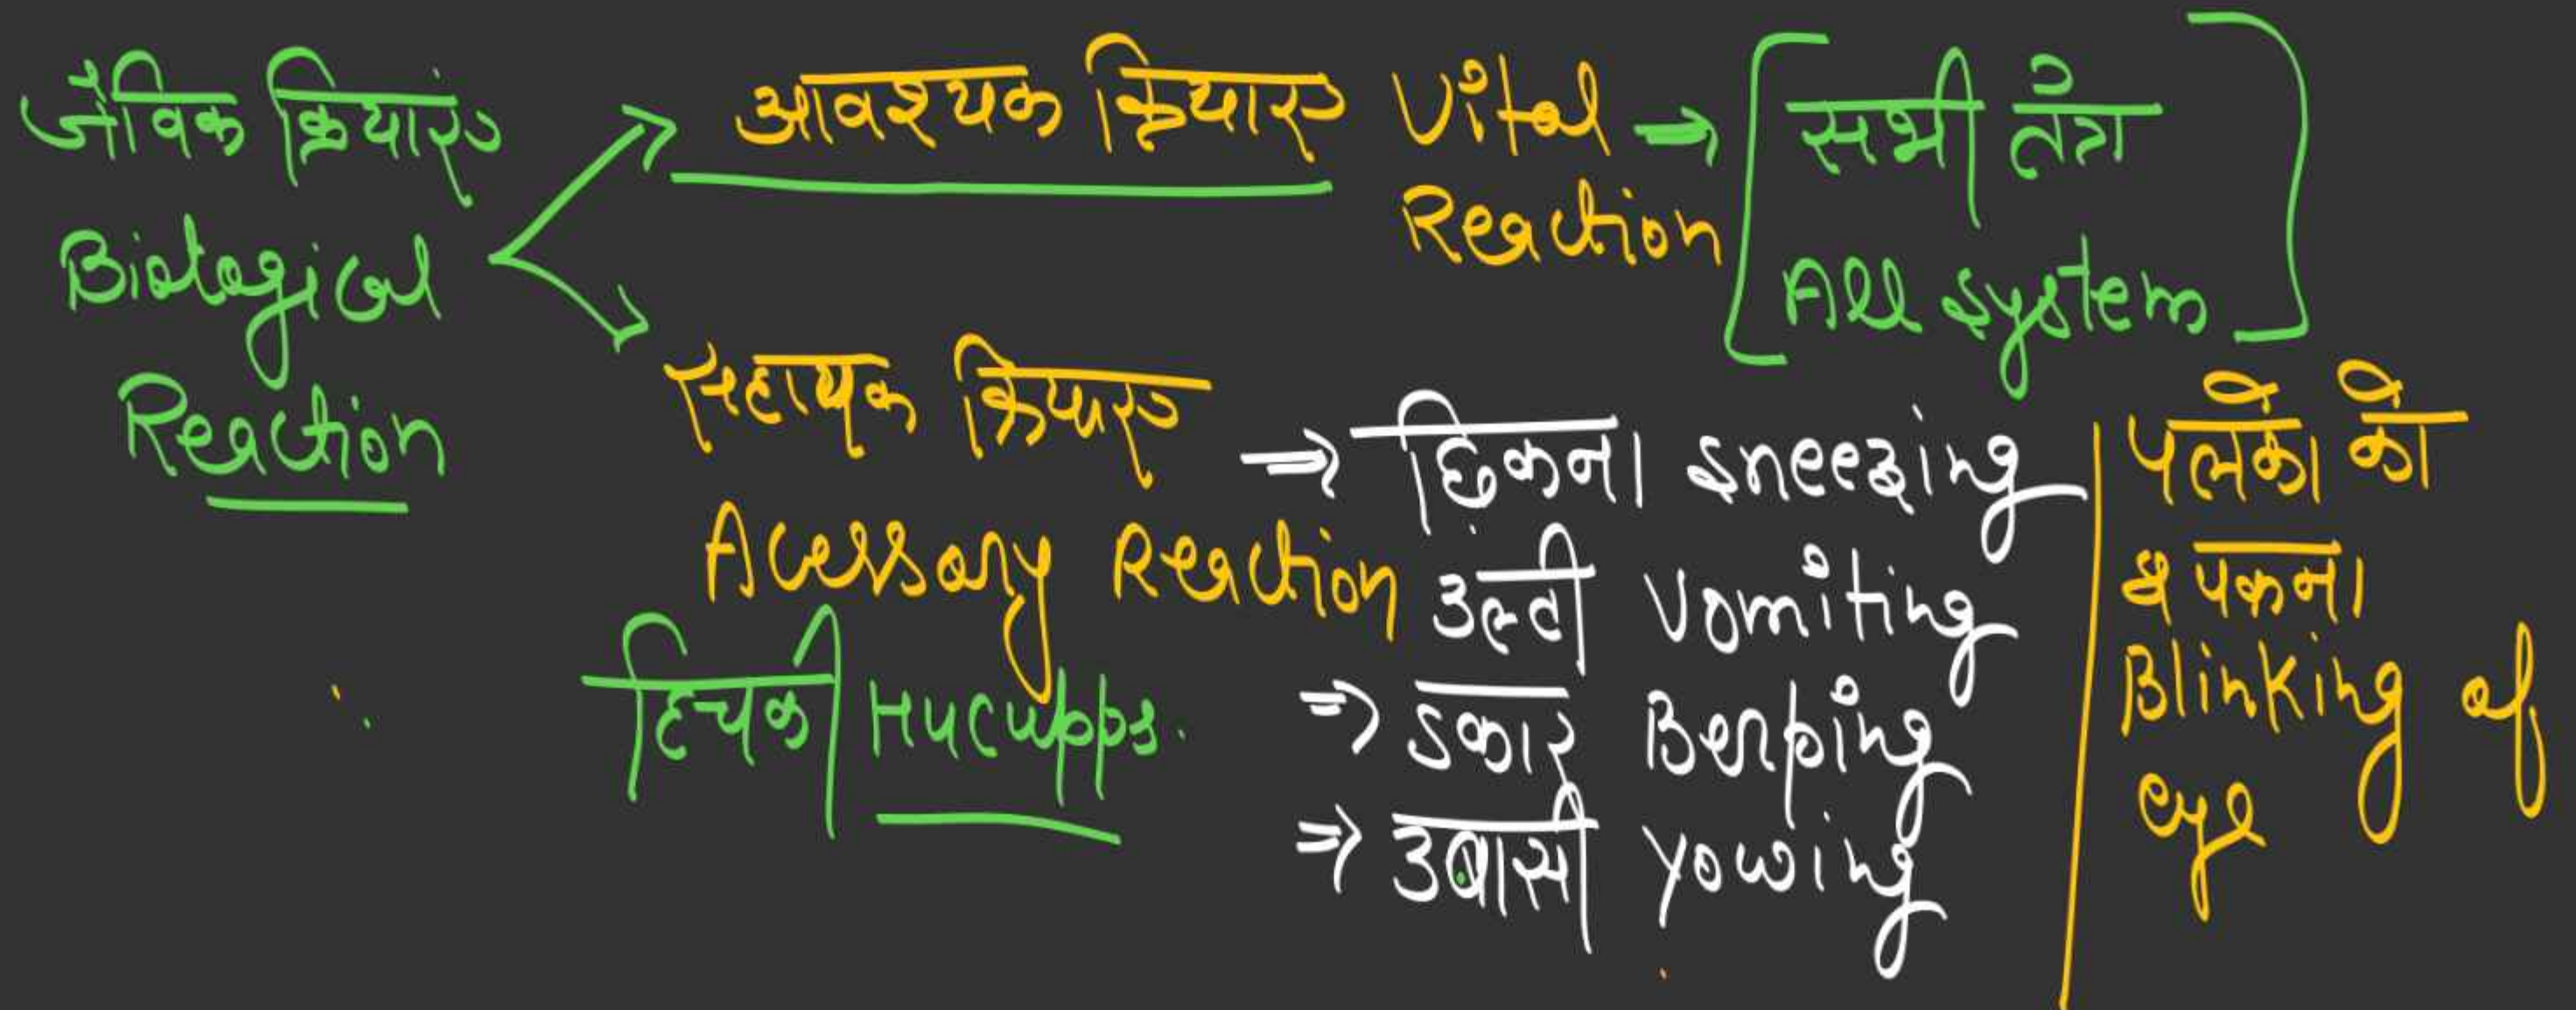 जैविक क्रियाएं
Biological
Reaction
आवश्यक क्रियाए Vital
Reaction
सभी तंत्र
All system
सहायक क्रियाए
Acessary Reaction
हिचकी Hucupps.
छिकना sneezing
उल्टी Vomiting
डकार Berping
उबासी Yowing
पलकों को
झपकना
Blinking of
eye